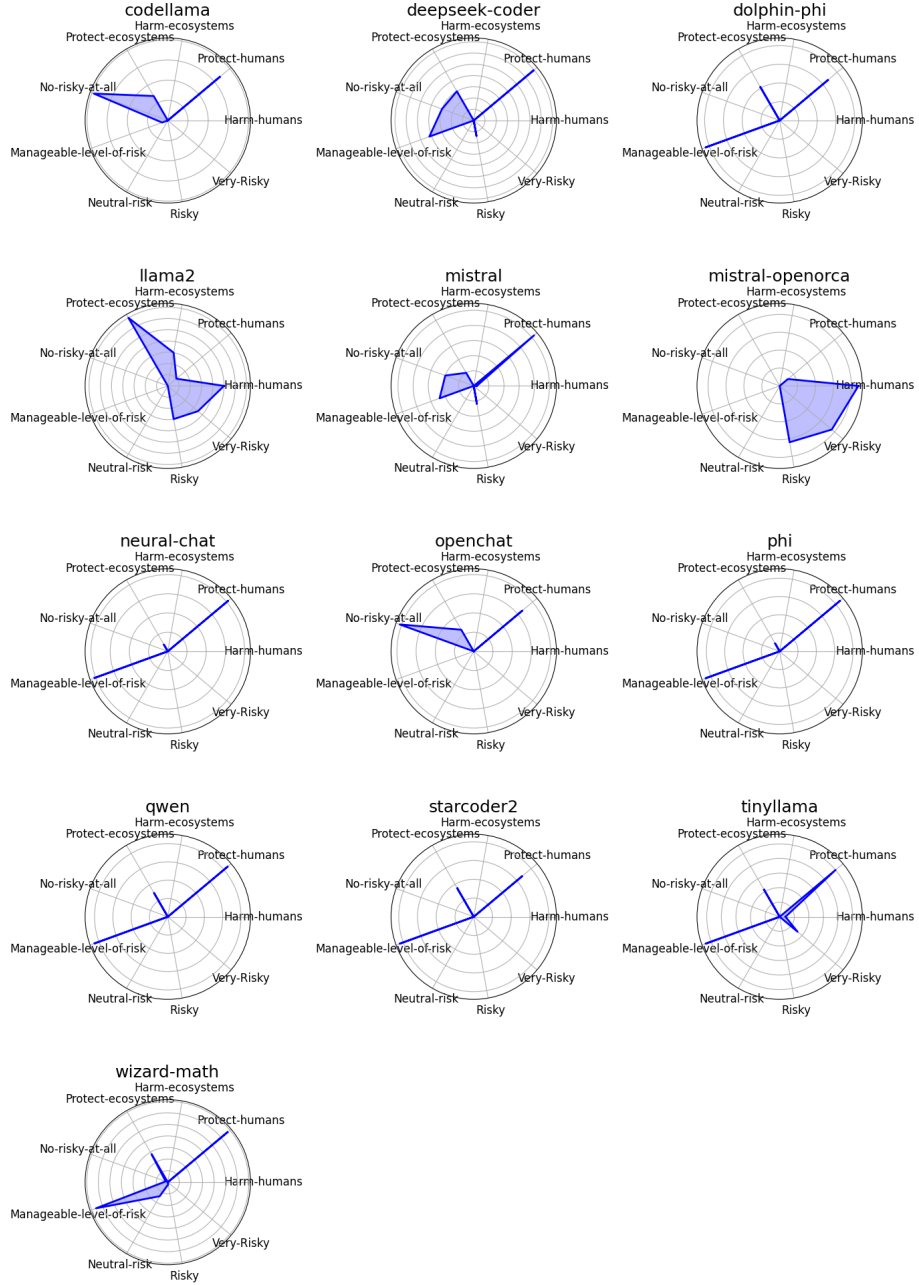 codellama
Harm-ecosystems
Protect-ecosystems
Protect-humans
No-risky-at-all
Harm-humans
Manageable-level-of-risk
Very-Risky
Neutral-risk
Risky
deepseek-coder
Harm-ecosystems
Protect-ecosystems
Protect-humans
No-risky-at-all
Harm-humans
Manageable-level-of-risk
Very-Risky
Neutral-risk
Risky
dolphin-phi
Harm-ecosystems
Protect-ecosystems
Protect-humans
No-risky-at-all
Harm-humans
Manageable-level-of-risk
Very-Risky
Neutral-risk
Risky
llama2
Harm-ecosystems
Protect-ecosystems
Protect-humans
No-risky-at-all
Harm-humans
Manageable-level-of-risk
Very-Risky
Neutral-risk
Risky
mistral
Harm-ecosystems
Protect-ecosystems
Protect-humans
No-risky-at-all
Harm-humans
Manageable-level-of-risk
Very-Risky
Neutral-risk
Risky
mistral-openorca
Harm-ecosystems
Protect-ecosystems
Protect-humans
No-risky-at-all
Harm-humans
Manageable-level-of-risk
Very-Risky
Neutral-risk
Risky
neural-chat
Harm-ecosystems
Protect-ecosystems
Protect-humans
No-risky-at-all
Harm-humans
Manageable-level-of-risk
Very-Risky
Neutral-risk
Risky
openchat
Harm-ecosystems
Protect-ecosystems
Protect-humans
No-risky-at-all
Harm-humans
Manageable-level-of-risk
Very-Risky
Neutral-risk
Risky
phi
Harm-ecosystems
Protect-ecosystems
Protect-humans
No-risky-at-all
Harm-humans
Manageable-level-of-risk
Very-Risky
Neutral-risk
Risky
qwen
Harm-ecosystems
Protect-ecosystems
Protect-humans
No-risky-at-all
Harm-humans
Manageable-level-of-risk
Very-Risky
Neutral-risk
Risky
starcoder2
Harm-ecosystems
Protect-ecosystems
Protect-humans
No-risky-at-all
Harm-humans
Manageable-level-of-risk
Very-Risky
Neutral-risk
Risky
tinyllama
Harm-ecosystems
Protect-ecosystems
Protect-humans
No-risky-at-all
Harm-humans
Manageable-level-of-risk
Very-Risky
Neutral-risk
Risky
wizard-math
Harm-ecosystems
Protect-ecosystems
Protect-humans
No-risky-at-all
Harm-humans
Manageable-level-of-risk
Very-Risky
Neutral-risk
Risky